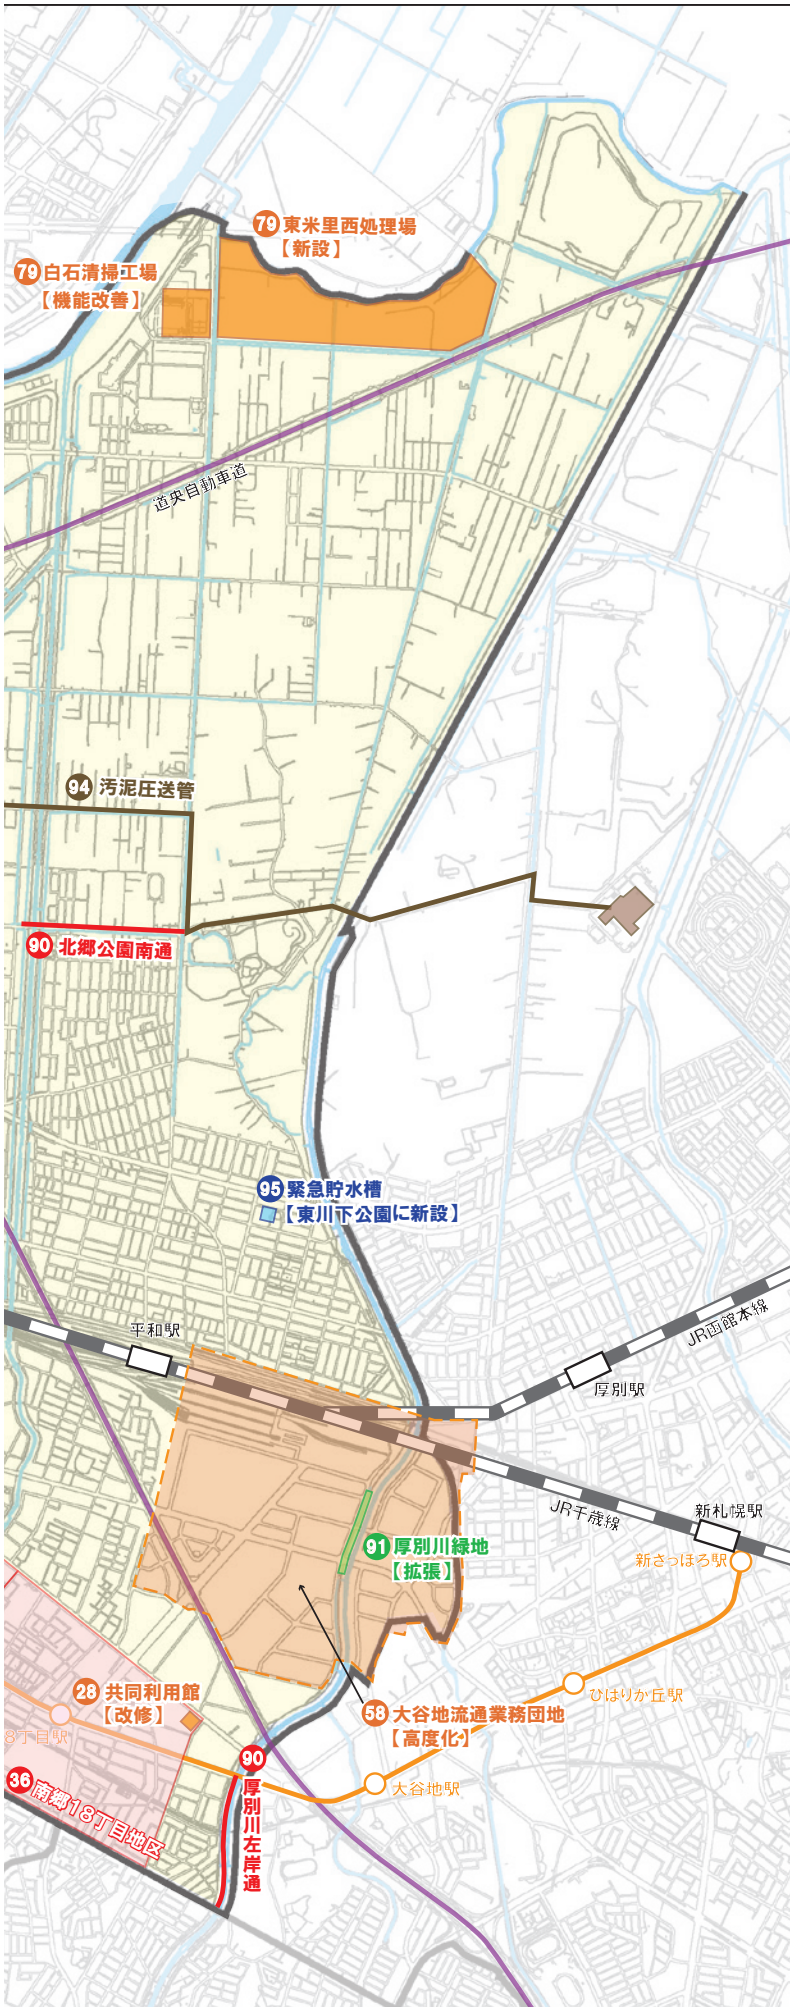 79 東米里西処理場
【新設】
79 白石清掃工場
【機能改善】
道央自動車道
94 汚泥圧送管
90 北郷公園南通
95 緊急貯水槽
【東川下公園に新設】
平和駅
JR函館本線
厚別駅
JR千歳線
新札幌駅
新さっぽろ駅
91 厚別川緑地
【拡張】
ひばりが丘駅
28 共同利用館
【改修】
58 大谷地流通業務団地
【高度化】
8丁目駅
90 厚別川左岸通
大谷地駅
36 南郷18丁目地区